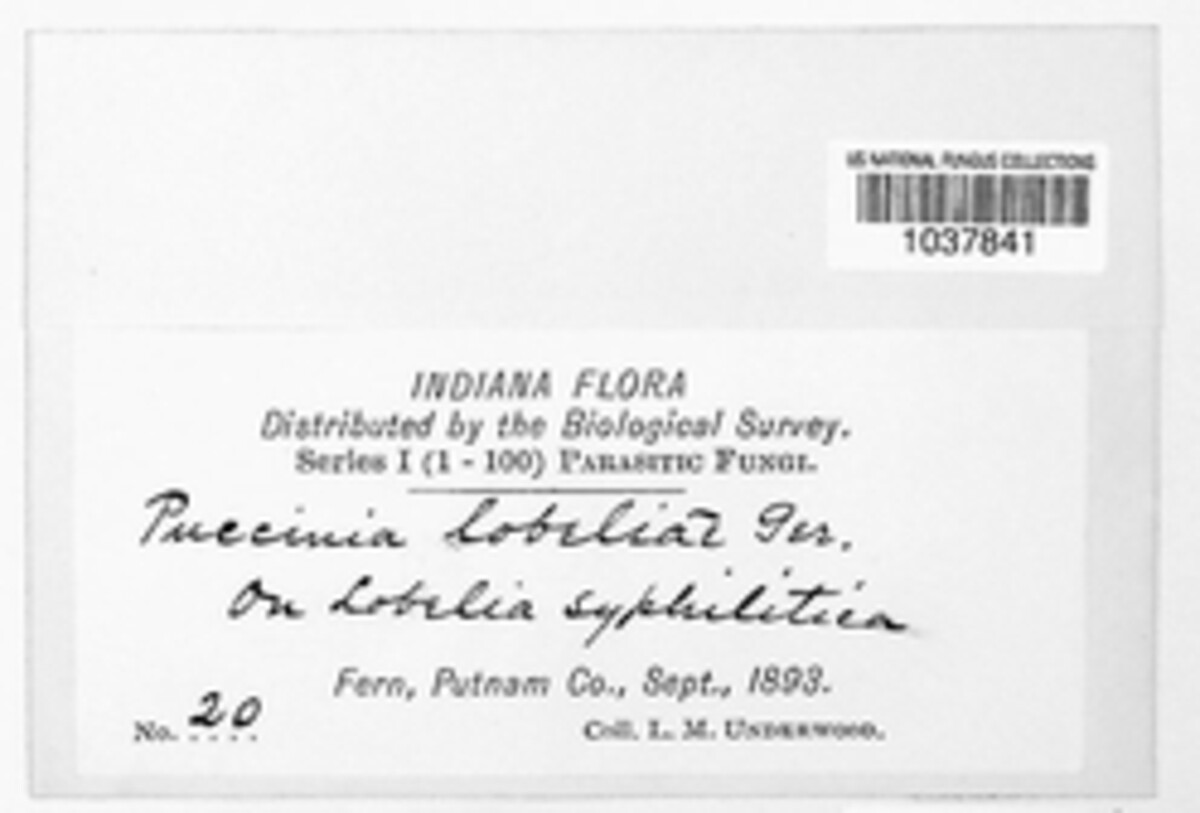 US NATIONAL FUNGUS COLLECTIONS
1037841
INDIANA FLORA
Distributed by the Biological Survey.
Series I (1 - 100) PARASITIC FUNGI.
Puccinia Lobeliae Ger.
On Lobelia syphilitica
Fern, Putnam Co., Sept., 1893.
No. 20 Coll. L. M. UNDERWOOD.